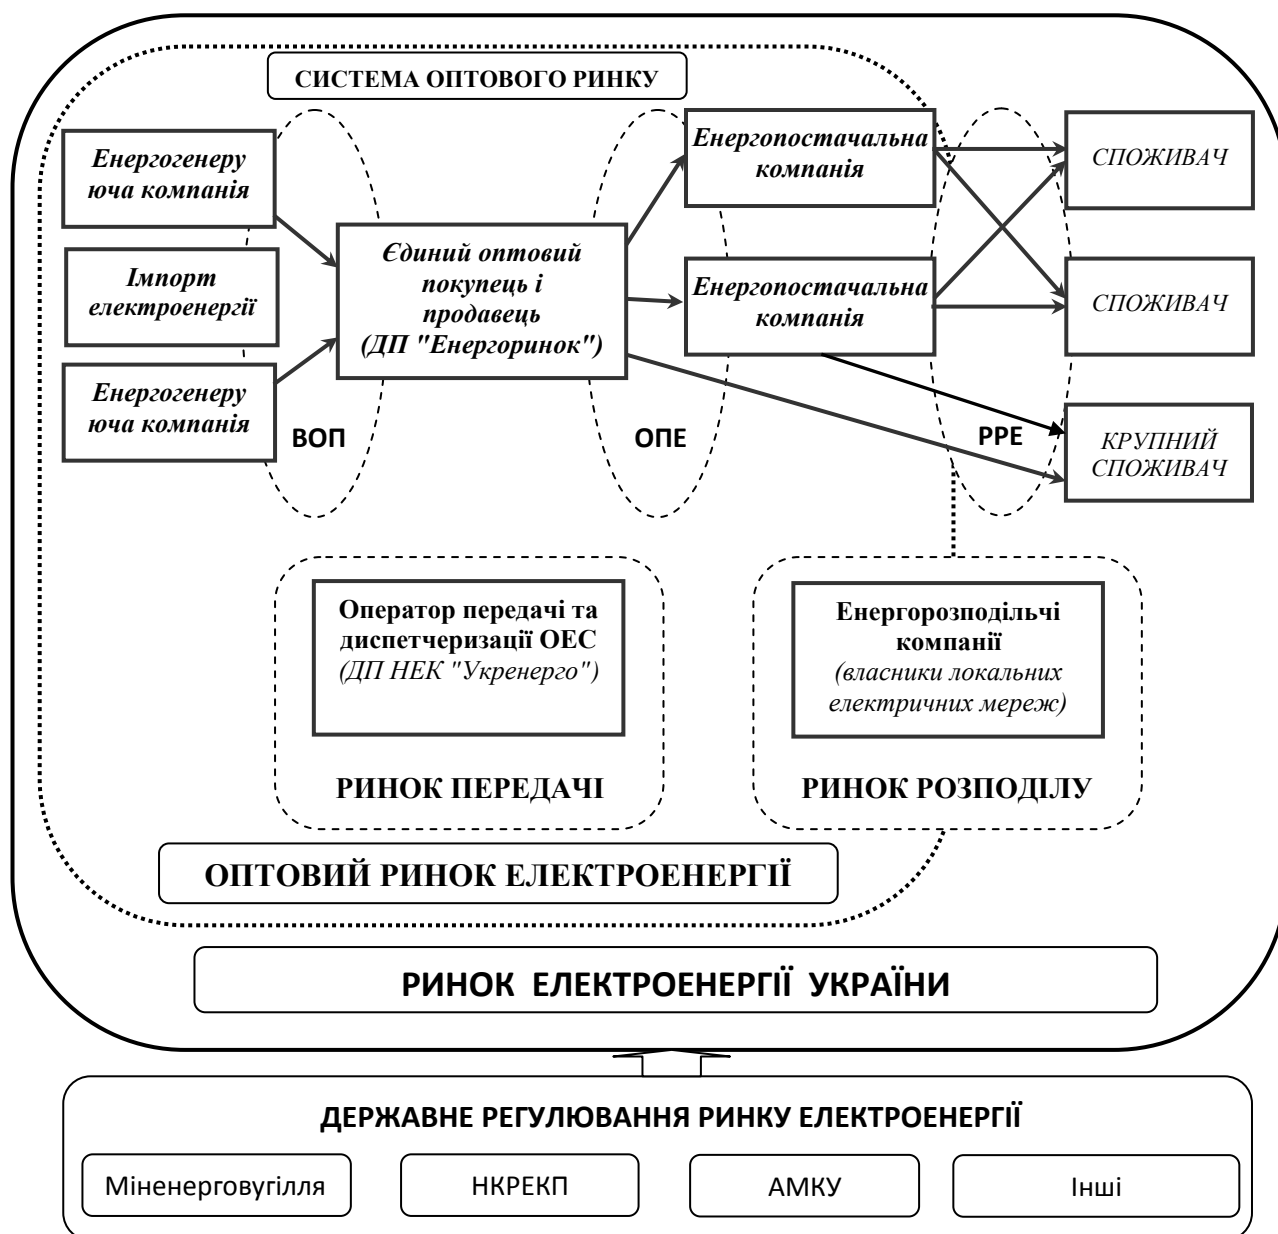 СИСТЕМА ОПТОВОГО РИНКУ
Енергогенеру
юча компанія
Імпорт
електроенергії
Енергогенеру
юча компанія
ВОП
Єдиний оптовий
покупець і
продавець
(ДП "Енергоринок")
ОПЕ
Енергопостачальна
компанія
Енергопостачальна
компанія
РРЕ
СПОЖИВАЧ
СПОЖИВАЧ
КРУПНИЙ
СПОЖИВАЧ
Оператор передачі та
диспетчеризації ОЕС
(ДП НЕК "Укренерго")
РИНОК ПЕРЕДАЧІ
Енергорозподільчі
компанії
(власники локальних
електричних мереж)
РИНОК РОЗПОДІЛУ
ОПТОВИЙ РИНОК ЕЛЕКТРОЕНЕРГІЇ
РИНОК ЕЛЕКТРОЕНЕРГІЇ УКРАЇНИ
ДЕРЖАВНЕ РЕГУЛЮВАННЯ РИНКУ ЕЛЕКТРОЕНЕРГІЇ
Міненерговугілля
НКРЕКП
АМКУ
Інші